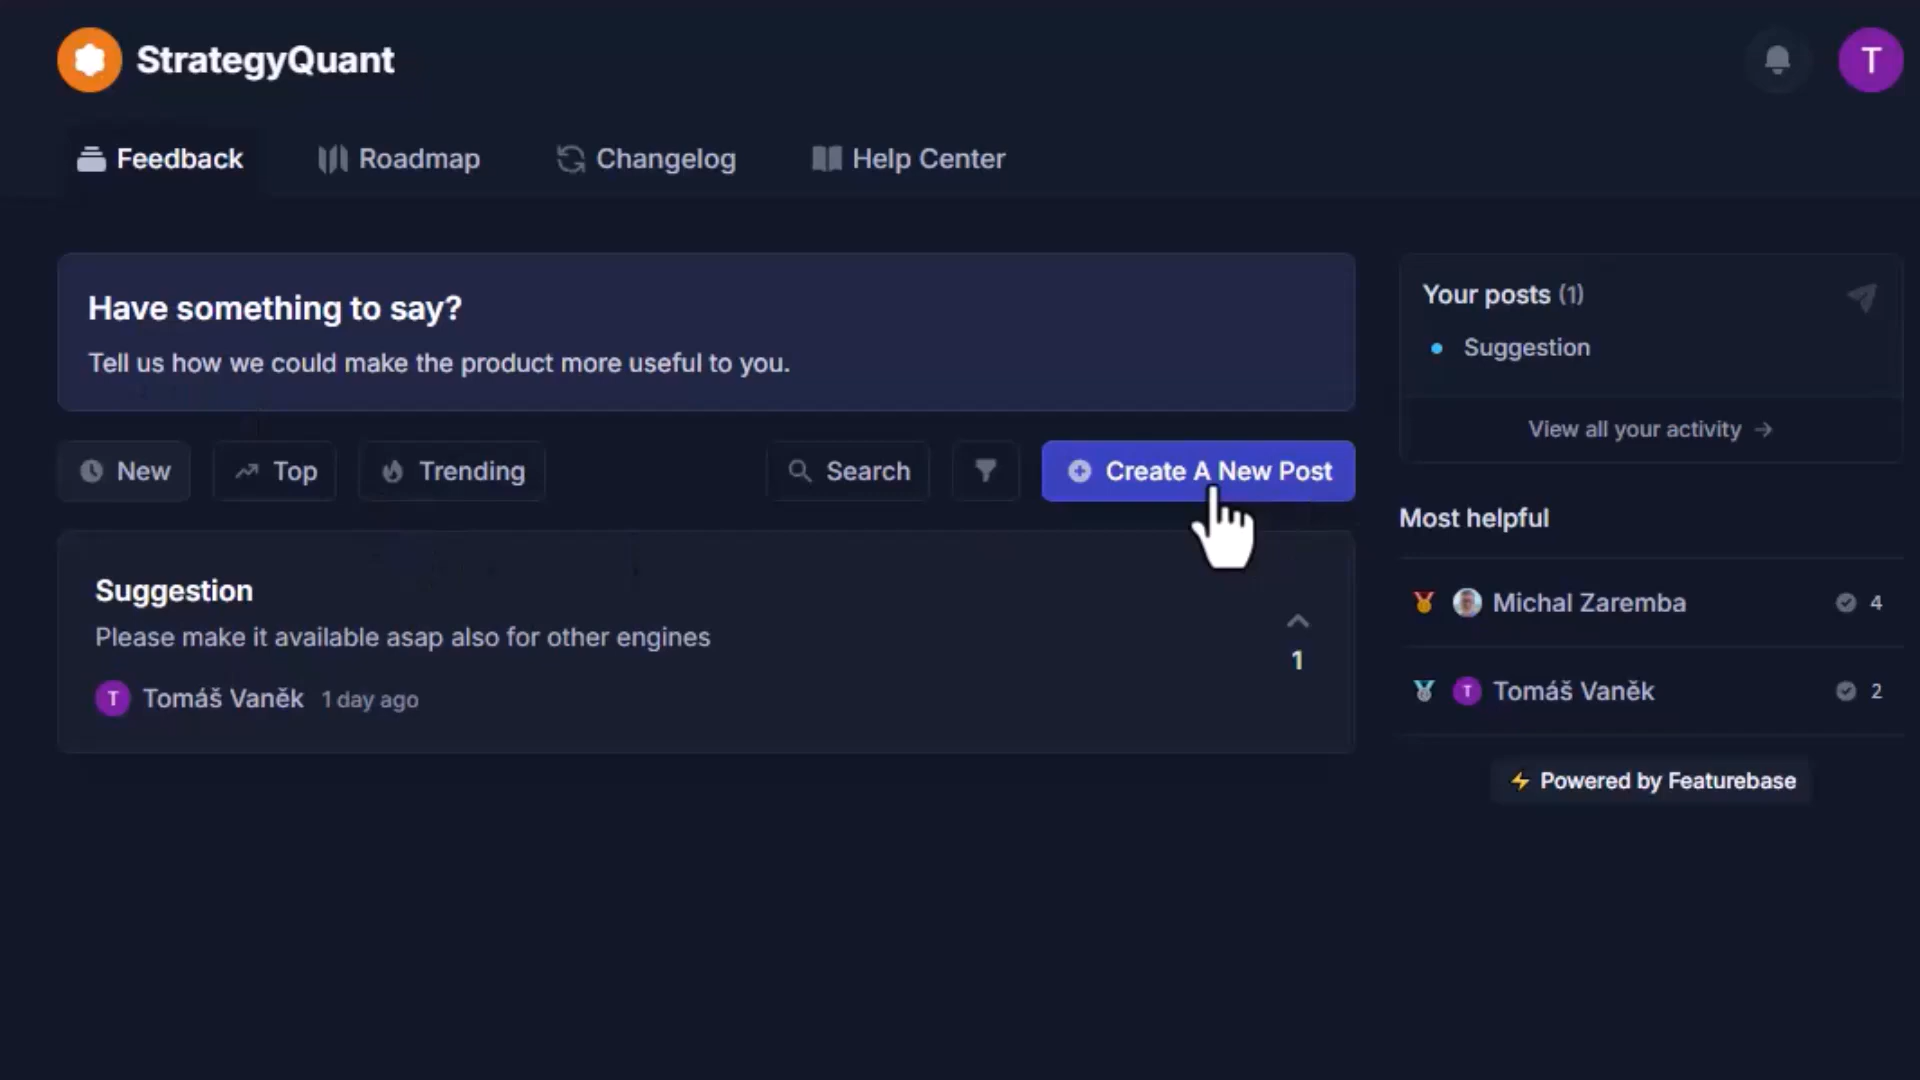 StrategyQuant
T
Feedback
Roadmap
Changelog
Help Center
Have something to say?
Tell us how we could make the product more useful to you.
New
Top
Trending
Search
Create A New Post
Suggestion
Please make it available asap also for other engines
1
T Tomáš Vaněk 1 day ago
Your posts (1)
Suggestion
View all your activity →
Most helpful
Michal Zaremba 4
T Tomáš Vaněk 2
Powered by Featurebase